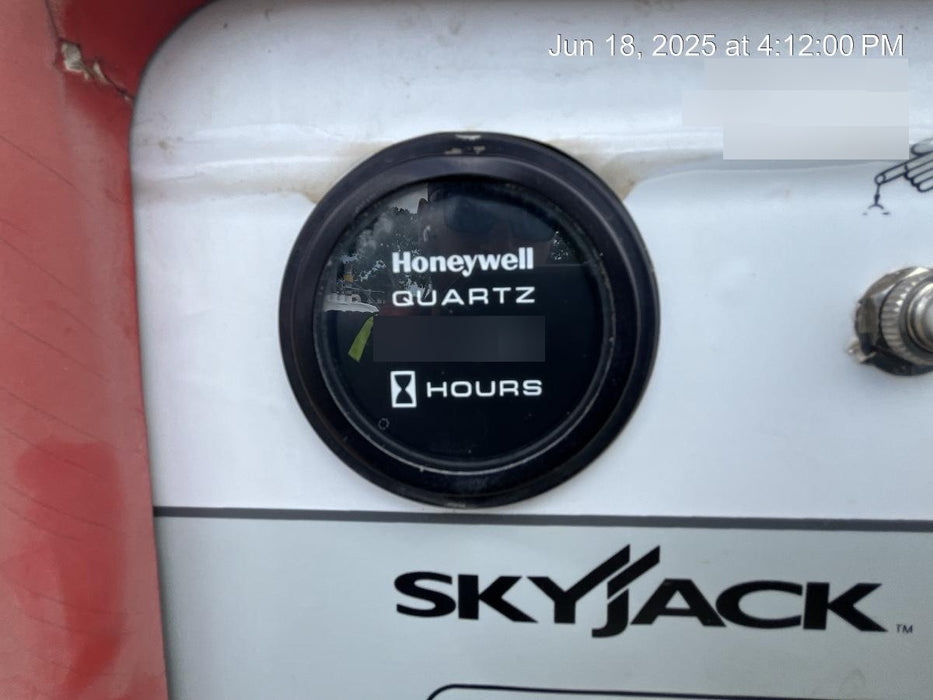 Jun 18, 2025 at 4:12:00 PM
Honeywell
QUARTZ
HOURS
SKYJACK
TM